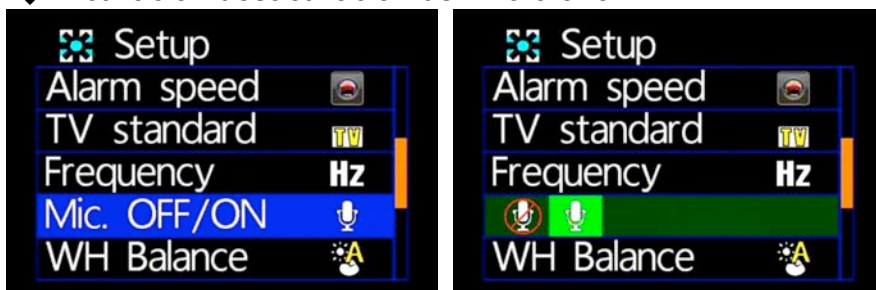 Setup
Alarm speed
TV standard TV
Frequency Hz
Mic. OFF/ON
WH Balance A
Setup
Alarm speed
TV standard TV
Frequency Hz
WH Balance A